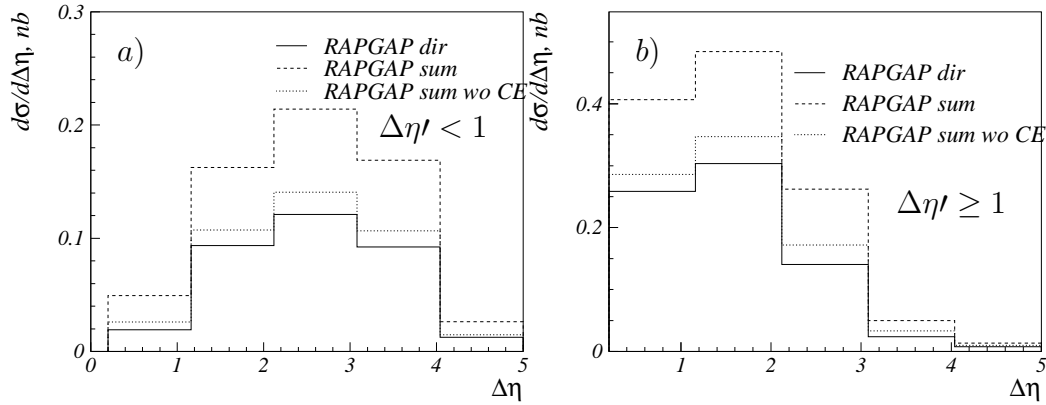 dσ/dΔη, nb
0.3
0.2
0.1
0
a)
RAPGAP dir
RAPGAP sum
RAPGAP sum wo CE
Δη′ < 1
0 1 2 3 4 5
Δη
dσ/dΔη, nb
0.4
0.2
0
b)
RAPGAP dir
RAPGAP sum
RAPGAP sum wo CE
Δη′ ≥ 1
1 2 3 4 5
Δη